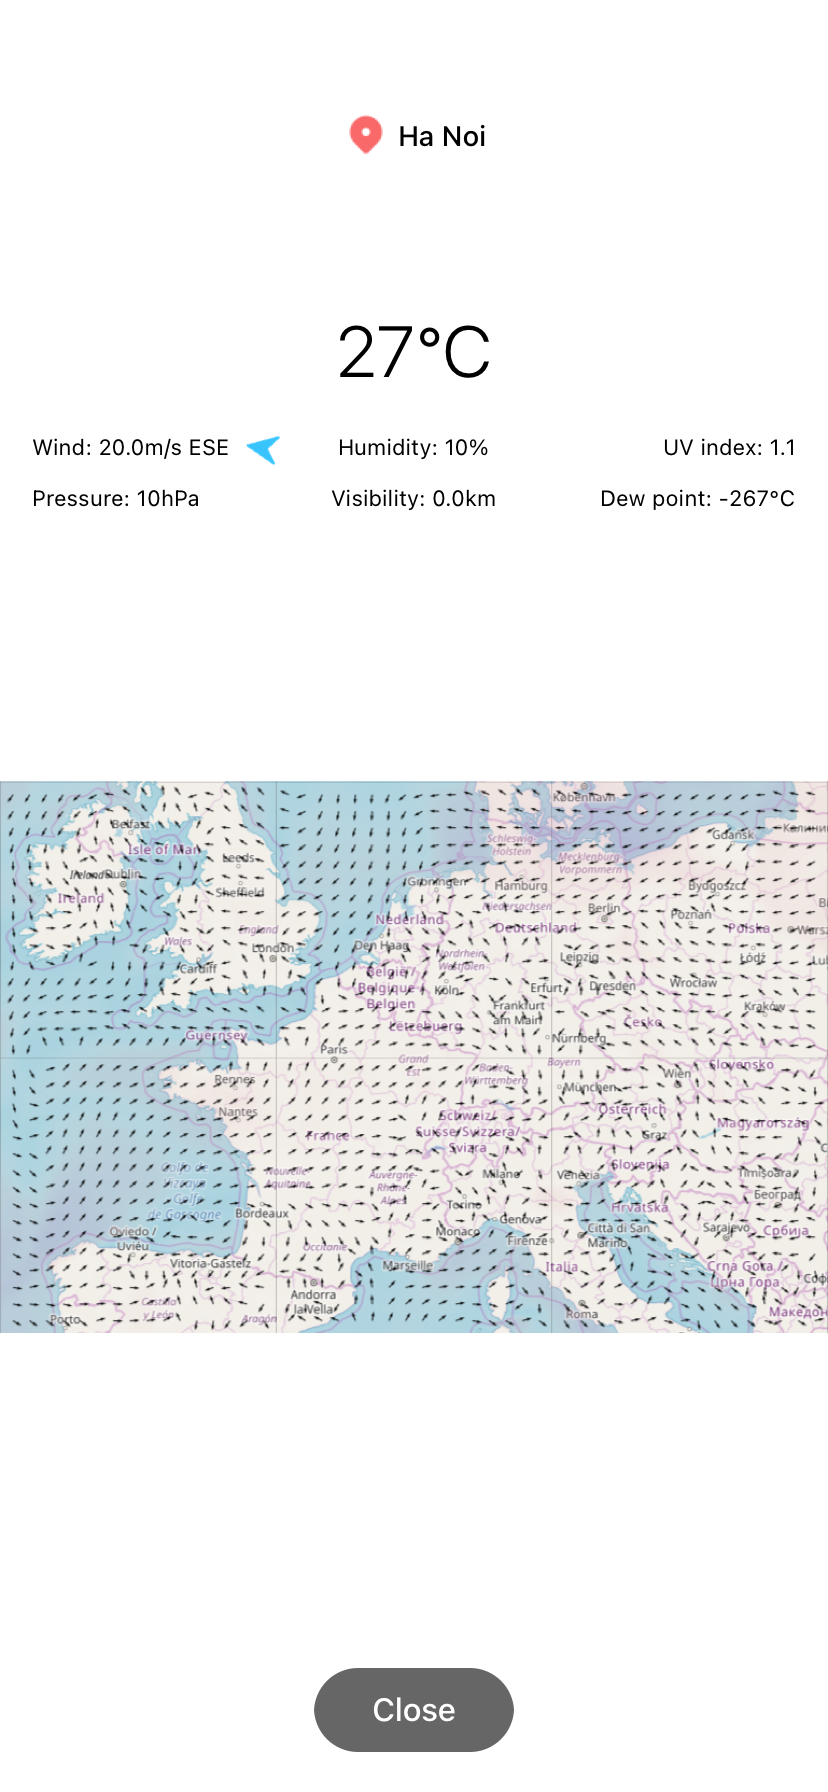 Ha Noi
27°C
Wind: 20.0m/s ESE
Humidity: 10%
UV index: 1.1
Pressure: 10hPa
Visibility: 0.0km
Dew point: -267°C
København
Belfast
Schleswig-
Holstein
Gdańsk
Isle of Man
Leeds
Mecklenburg-
Vorpommern
Ireland
Dublin
Sheffield
Groningen
Hamburg
Bydgoszcz
Ireland
Niedersachsen
Berlin
Poznań
Nederland
Deutschland
Polska
Wales
England
London
Den Haag
Nordrhein-
Westfalen
Leipzig
Łódź
Cardiff
België /
Belgique /
Belgien
Köln
Erfurt
Dresden
Wrocław
Frankfurt
am Main
Kraków
Lëtzebuerg
Česko
Guernsey
Nürnberg
Paris
Grand
Est
Baden-
Württemberg
Bayern
Slovensko
Rennes
Wien
München
Nantes
Schweiz/
Suisse/Svizzera/
Svizra
Österreich
Magyarország
France
Graz
Golfo de
Vizcaya /
Golfe
de Gascogne
Nouvelle-
Aquitaine
Auvergne-
Rhône-
Alpes
Milano
Venezia
Slovenija
Timișoara
Torino
Hrvatska
Београд
Bordeaux
Genova
Oviedo /
Uviéu
Monaco
Firenze
Città di San
Marino
Sarajevo
Србија
Occitanie
Vitoria-Gasteiz
Marseille
Italia
Crna Gora /
Црна Гора
Andorra
la Vella
Castilla
y León
Porto
Aragón
Roma
Close